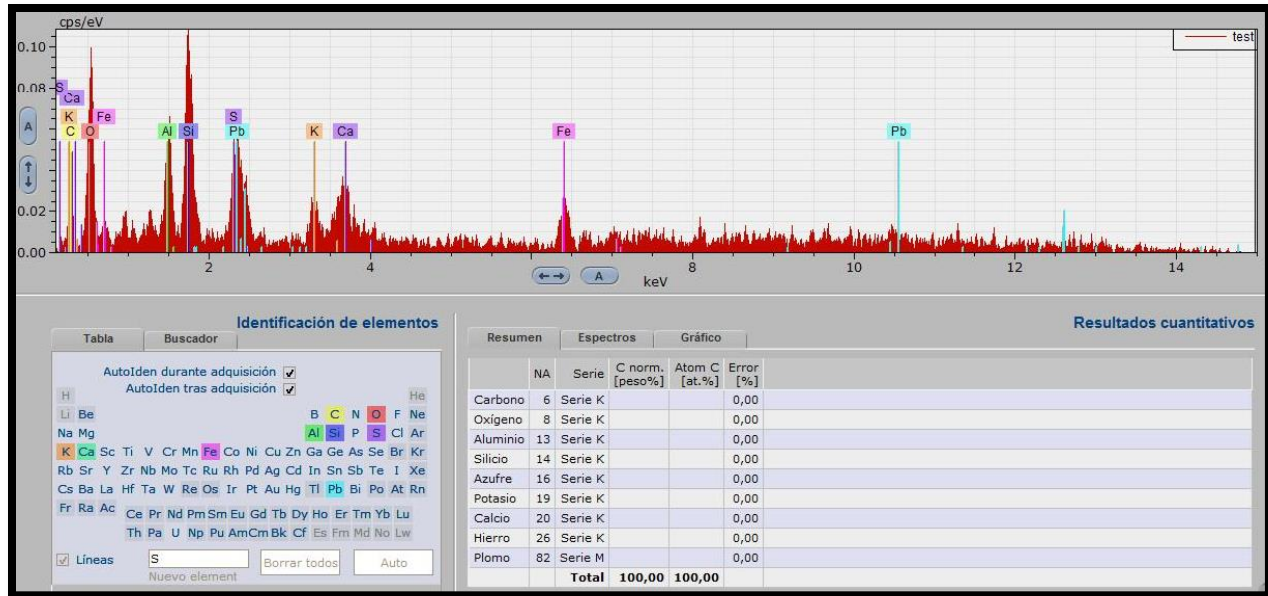 cps/eV
test
0.10
0.08
S
Ca
K Fe S
C O Al Si Pb K Ca Fe Pb
0.02
0.00
2 4 8 10 12 14
A
A
keV
Identificación de elementos
Tabla Buscador
AutoIden durante adquisición
AutoIden tras adquisición
H He
Li Be B C N O F Ne
Na Mg Al Si P S Cl Ar
K Ca Sc Ti V Cr Mn Fe Co Ni Cu Zn Ga Ge As Se Br Kr
Rb Sr Y Zr Nb Mo Tc Ru Rh Pd Ag Cd In Sn Sb Te I Xe
Cs Ba La Hf Ta W Re Os Ir Pt Au Hg Tl Pb Bi Po At Rn
Fr Ra Ac Ce Pr Nd Pm Sm Eu Gd Tb Dy Ho Er Tm Yb Lu
Th Pa U Np Pu Am Cm Bk Cf Es Fm Md No Lw
Líneas S Borrar todos Auto
Nuevo element
Resultados cuantitativos
Resumen Espectros Gráfico
NA Serie C norm. [peso%] Atom C [at.%] Error [%]
Carbono 6 Serie K 0,00
Oxígeno 8 Serie K 0,00
Aluminio 13 Serie K 0,00
Silicio 14 Serie K 0,00
Azufre 16 Serie K 0,00
Potasio 19 Serie K 0,00
Calcio 20 Serie K 0,00
Hierro 26 Serie K 0,00
Plomo 82 Serie M 0,00
Total 100,00 100,00